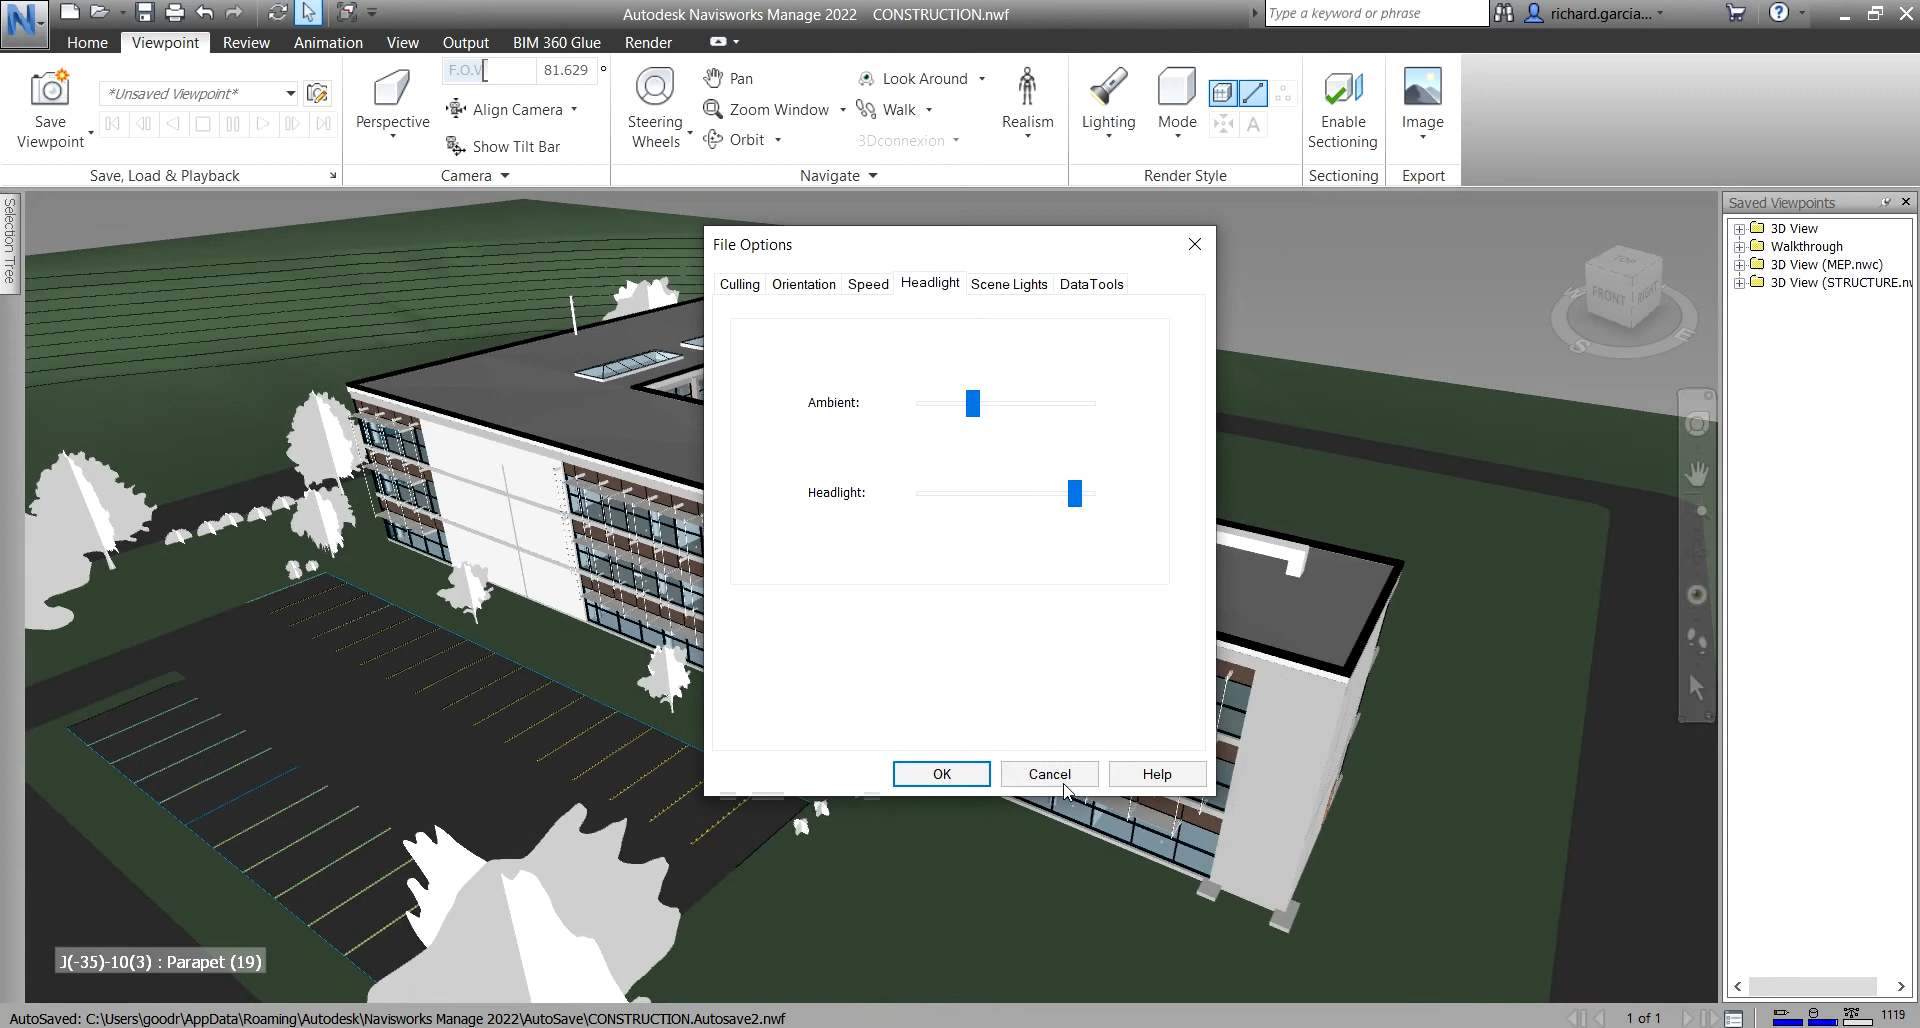 Autodesk Navisworks Manage 2022 CONSTRUCTION.nwf
Type a keyword or phrase
richard.garcia...
Home Viewpoint Review Animation View Output BIM 360 Glue Render
Save Viewpoint
*Unsaved Viewpoint*
Save, Load & Playback
Perspective
F.O.V 81.629 °
Align Camera
Show Tilt Bar
Camera
Steering Wheels
Pan
Zoom Window
Orbit
Look Around
Walk
3Dconnexion
Realism
Navigate
Lighting
Mode
A
Render Style
Enable Sectioning
Sectioning
Image
Export
Selection Tree
File Options
Culling Orientation Speed Headlight Scene Lights DataTools
Ambient:
Headlight:
OK Cancel Help
TOP
FRONT RIGHT
W
S
E
Saved Viewpoints
3D View
Walkthrough
3D View (MEP.nwc)
3D View (STRUCTURE.nw
J(-35)-10(3) : Parapet (19)
AutoSaved: C:\Users\goodr\AppData\Roaming\Autodesk\Navisworks Manage 2022\AutoSave\CONSTRUCTION.Autosave2.nwf
1 of 1
1119